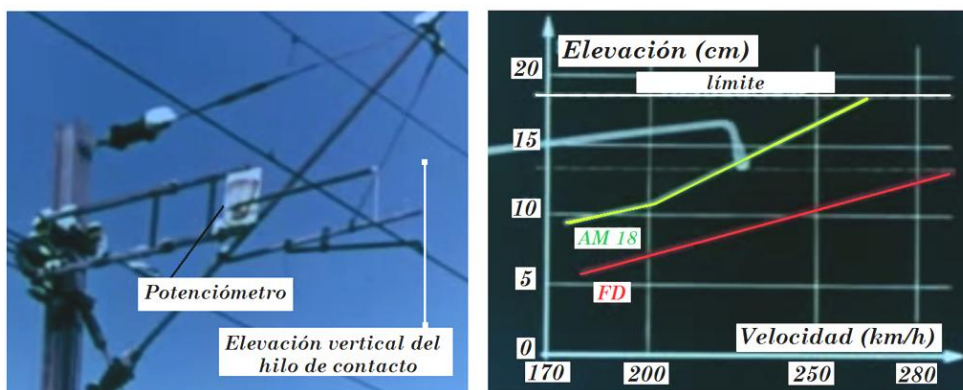 Potenciómetro
Elevación vertical del
hilo de contacto
Elevación (cm)
20
límite
15
10
AM 18
5
FD
0
Velocidad (km/h)
170
200
250
280